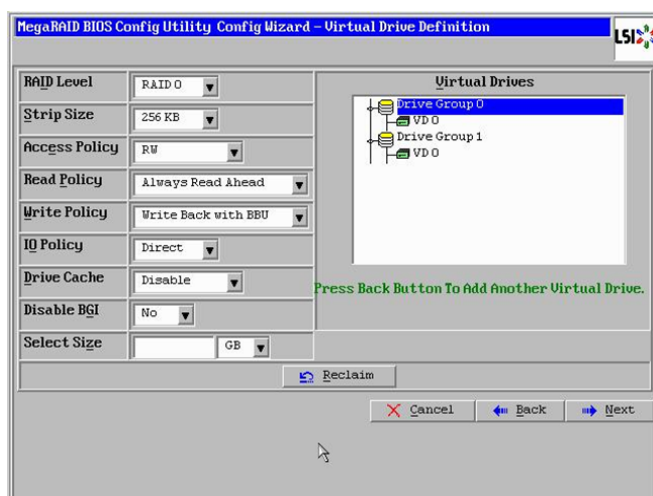 MegaRAID BIOS Config Utility Config Wizard – Virtual Drive Definition
LSI
RAID Level
RAID 0
Virtual Drives
Strip Size
256 KB
Drive Group 0
VD 0
Access Policy
RW
Drive Group 1
VD 0
Read Policy
Always Read Ahead
Write Policy
Write Back with BBU
IO Policy
Direct
Drive Cache
Disable
Press Back Button To Add Another Virtual Drive.
Disable BGI
No
Select Size
GB
Reclaim
Cancel
Back
Next